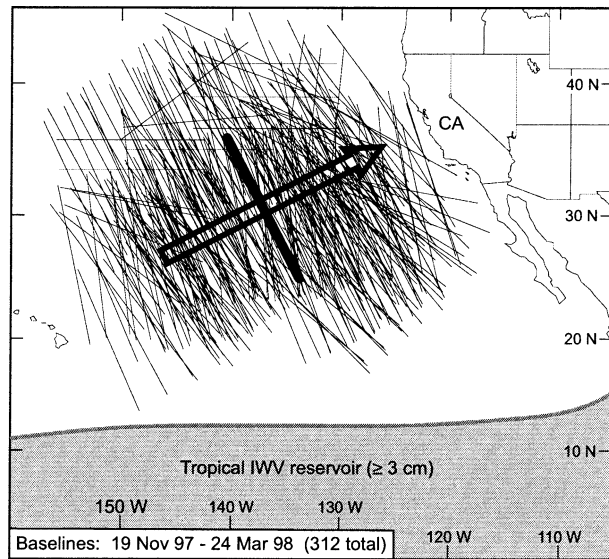 40 N
CA
30 N
20 N
10 N
Tropical IWV reservoir (≥ 3 cm)
150 W
140 W
130 W
120 W
110 W
Baselines: 19 Nov 97 - 24 Mar 98 (312 total)